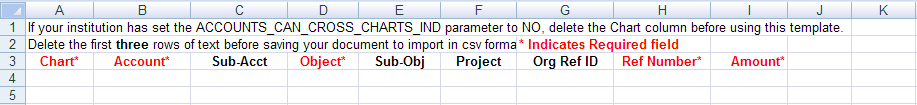 A B C D E F G H I J K
1 If your institution has set the ACCOUNTS_CAN_CROSS_CHARTS_IND parameter to NO, delete the Chart column before using this template.
2 Delete the first three rows of text before saving your document to import in csv forma* Indicates Required field
3 Chart* Account* Sub-Acct Object* Sub-Obj Project Org Ref ID Ref Number* Amount*
4
5